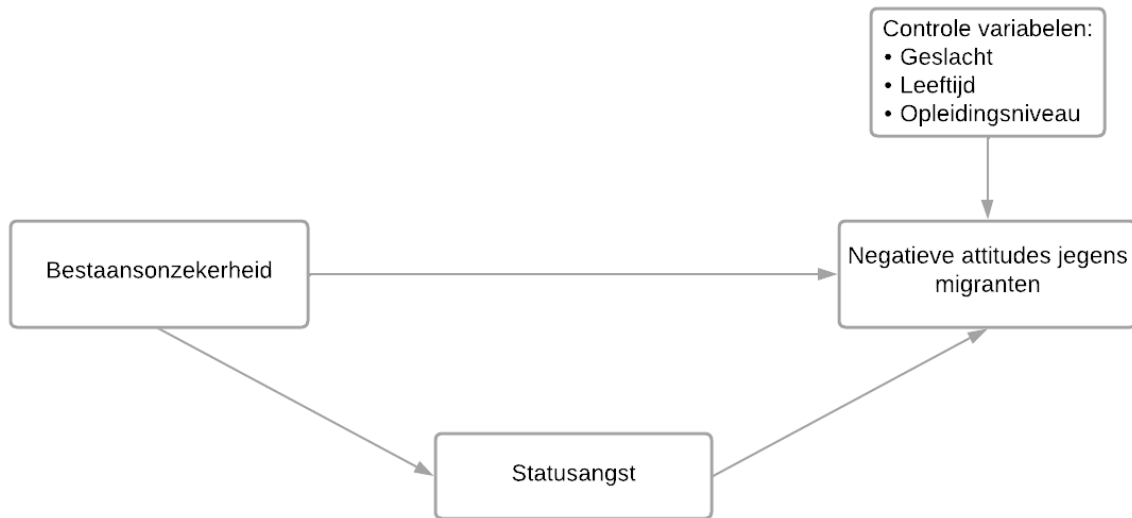 Controle variabelen:
• Geslacht
• Leeftijd
• Opleidingsniveau
Bestaansonzekerheid
Negatieve attitudes jegens
migranten
Statusangst